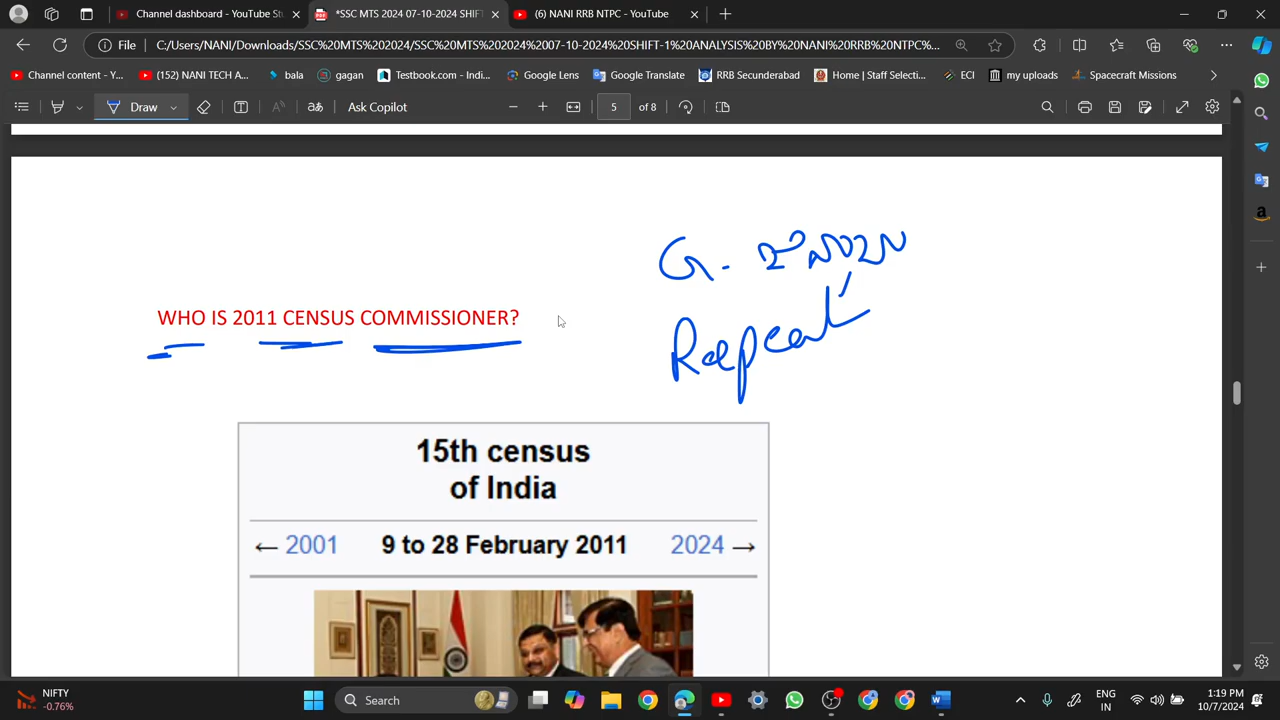 Channel dashboard - YouTube St
*SSC MTS 2024 07-10-2024 SHIFT
(6) NANI RRB NTPC - YouTube
File
C:/Users/NANI/Downloads/SSC%20MTS%202024/SSC%20MTS%202024%2007-10-2024%20SHIFT-1%20ANALYSIS%20BY%20NANI%20RRB%20NTPC%...
Channel content - Y...
(152) NANI TECH A...
bala
gagan
Testbook.com - Indi...
Google Lens
Google Translate
RRB Secunderabad
Home | Staff Selecti...
ECI
my uploads
Spacecraft Missions
Draw
Ask Copilot
5
of 8
G.
Repeat
WHO IS 2011 CENSUS COMMISSIONER?
15th census
of India
← 2001
9 to 28 February 2011
2024 →
NIFTY
-0.76%
Search
ENG
IN
1:19 PM
10/7/2024